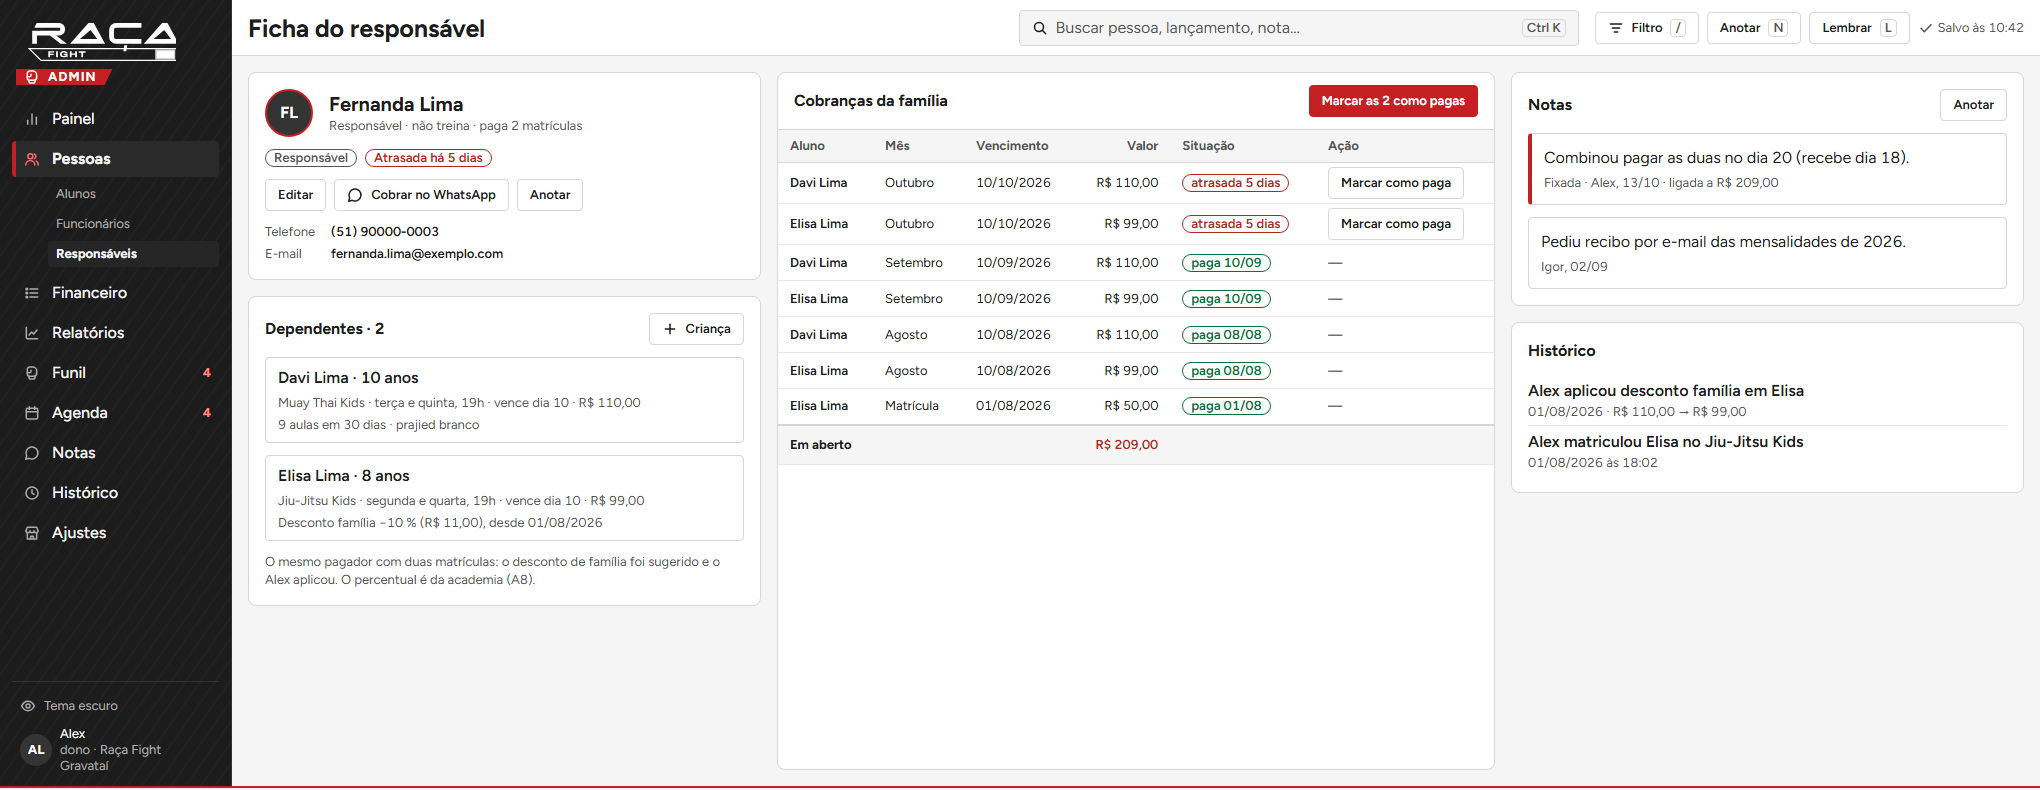 RAÇA
FIGHT
ADMIN
Painel
Pessoas
Alunos
Funcionários
Responsáveis
Financeiro
Relatórios
Funil 4
Agenda 4
Notas
Histórico
Ajustes
Tema escuro
AL
Alex
dono · Raça Fight
Gravataí
Ficha do responsável
Buscar pessoa, lançamento, nota... Ctrl K
Filtro /
Anotar N
Lembrar L
Salvo às 10:42
FL
Fernanda Lima
Responsável · não treina · paga 2 matrículas
Responsável Atrasada há 5 dias
Editar Cobrar no WhatsApp Anotar
Telefone (51) 90000-0003
E-mail fernanda.lima@exemplo.com
Dependentes · 2
+ Criança
Davi Lima · 10 anos
Muay Thai Kids · terça e quinta, 19h · vence dia 10 · R$ 110,00
9 aulas em 30 dias · prajied branco
Elisa Lima · 8 anos
Jiu-Jitsu Kids · segunda e quarta, 19h · vence dia 10 · R$ 99,00
Desconto família −10 % (R$ 11,00), desde 01/08/2026
O mesmo pagador com duas matrículas: o desconto de família foi sugerido e o
Alex aplicou. O percentual é da academia (A8).
Cobranças da família
Marcar as 2 como pagas
Aluno Mês Vencimento Valor Situação Ação
Davi Lima Outubro 10/10/2026 R$ 110,00 atrasada 5 dias Marcar como paga
Elisa Lima Outubro 10/10/2026 R$ 99,00 atrasada 5 dias Marcar como paga
Davi Lima Setembro 10/09/2026 R$ 110,00 paga 10/09 —
Elisa Lima Setembro 10/09/2026 R$ 99,00 paga 10/09 —
Davi Lima Agosto 10/08/2026 R$ 110,00 paga 08/08 —
Elisa Lima Agosto 10/08/2026 R$ 99,00 paga 08/08 —
Elisa Lima Matrícula 01/08/2026 R$ 50,00 paga 01/08 —
Em aberto R$ 209,00
Notas
Anotar
Combinou pagar as duas no dia 20 (recebe dia 18).
Fixada · Alex, 13/10 · ligada a R$ 209,00
Pediu recibo por e-mail das mensalidades de 2026.
Igor, 02/09
Histórico
Alex aplicou desconto família em Elisa
01/08/2026 · R$ 110,00 → R$ 99,00
Alex matriculou Elisa no Jiu-Jitsu Kids
01/08/2026 às 18:02